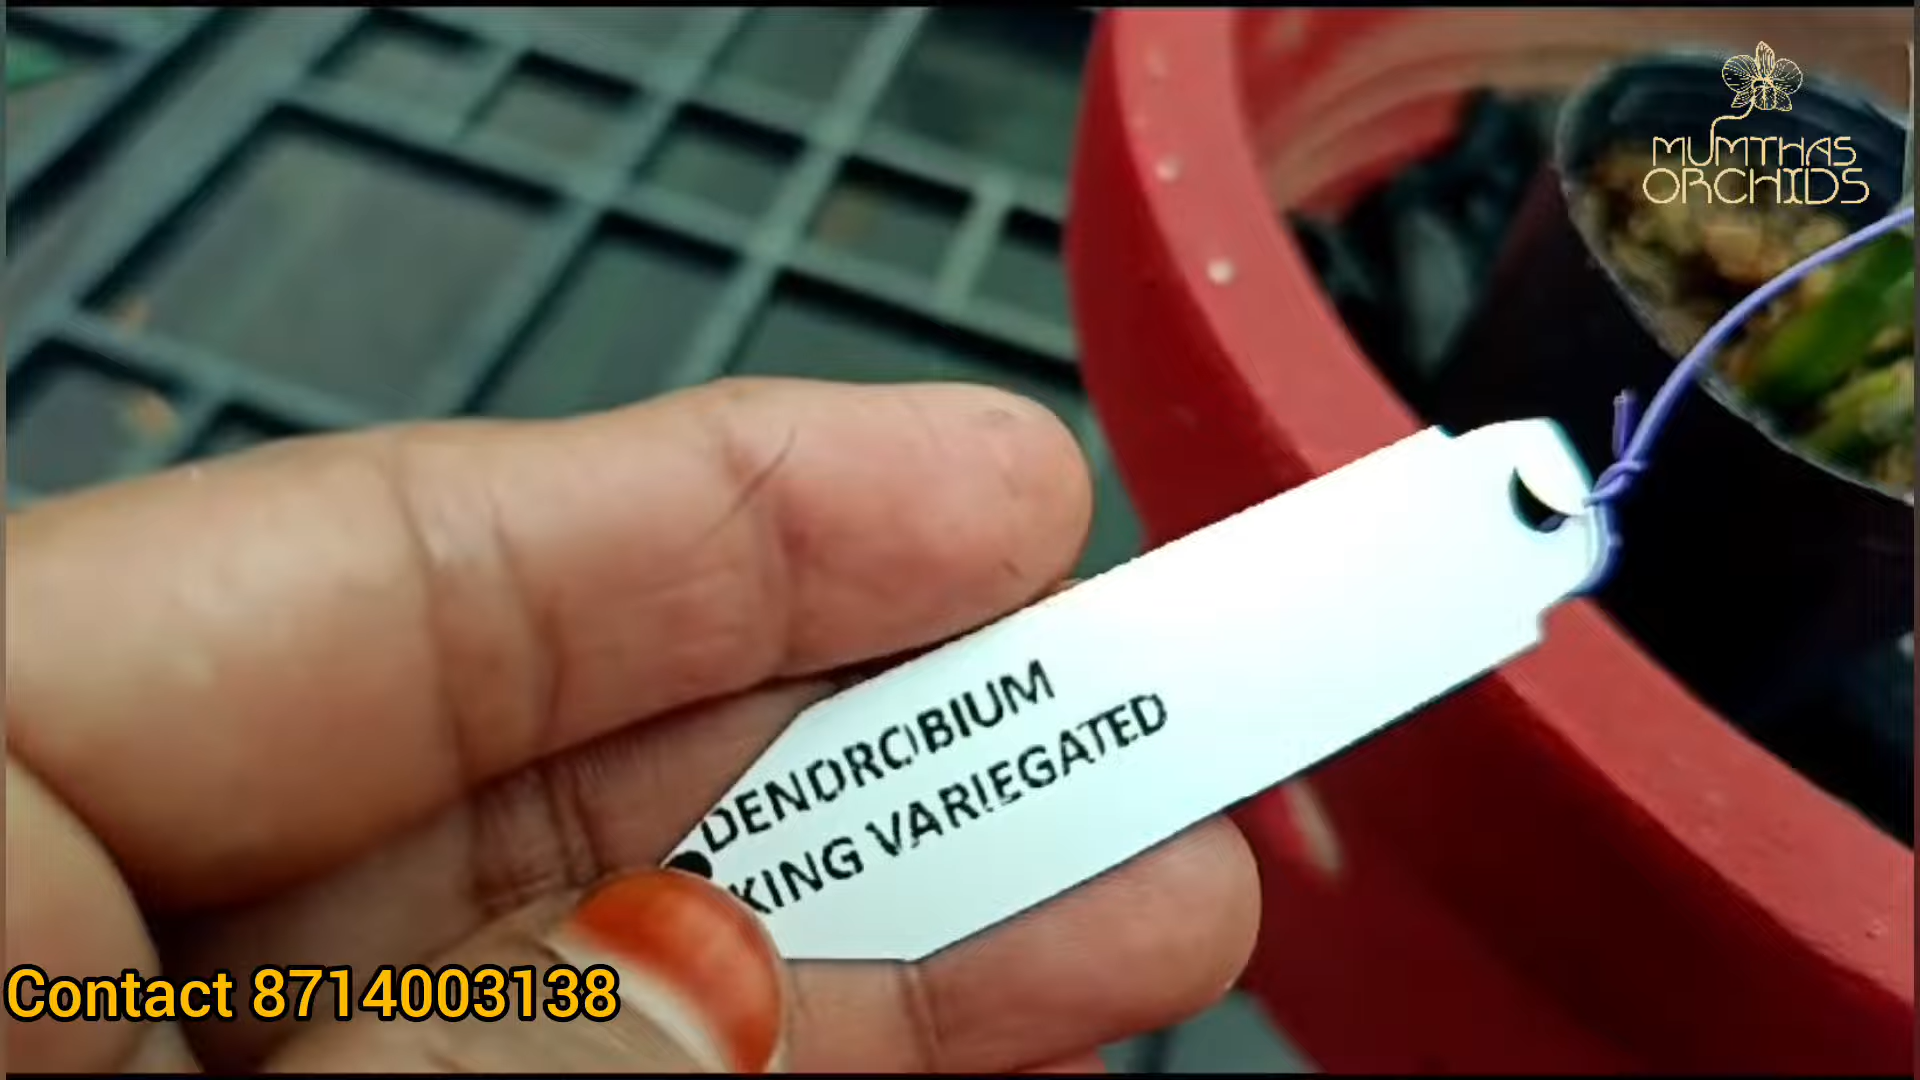 MUMTHAS
ORCHIDS
DENDROBIUM
KING VARIEGATED
Contact 8714003138